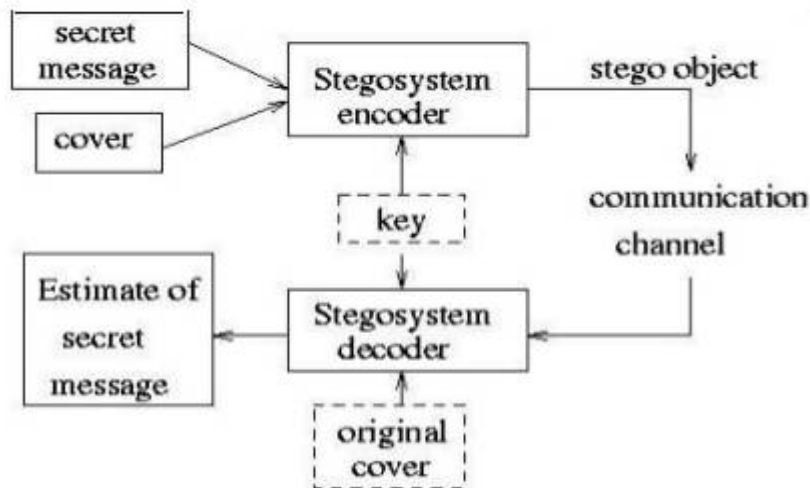 secret
message
Stegosystem
encoder
stego object
cover
key
communication
channel
Estimate of
secret
message
Stegosystem
decoder
original
cover